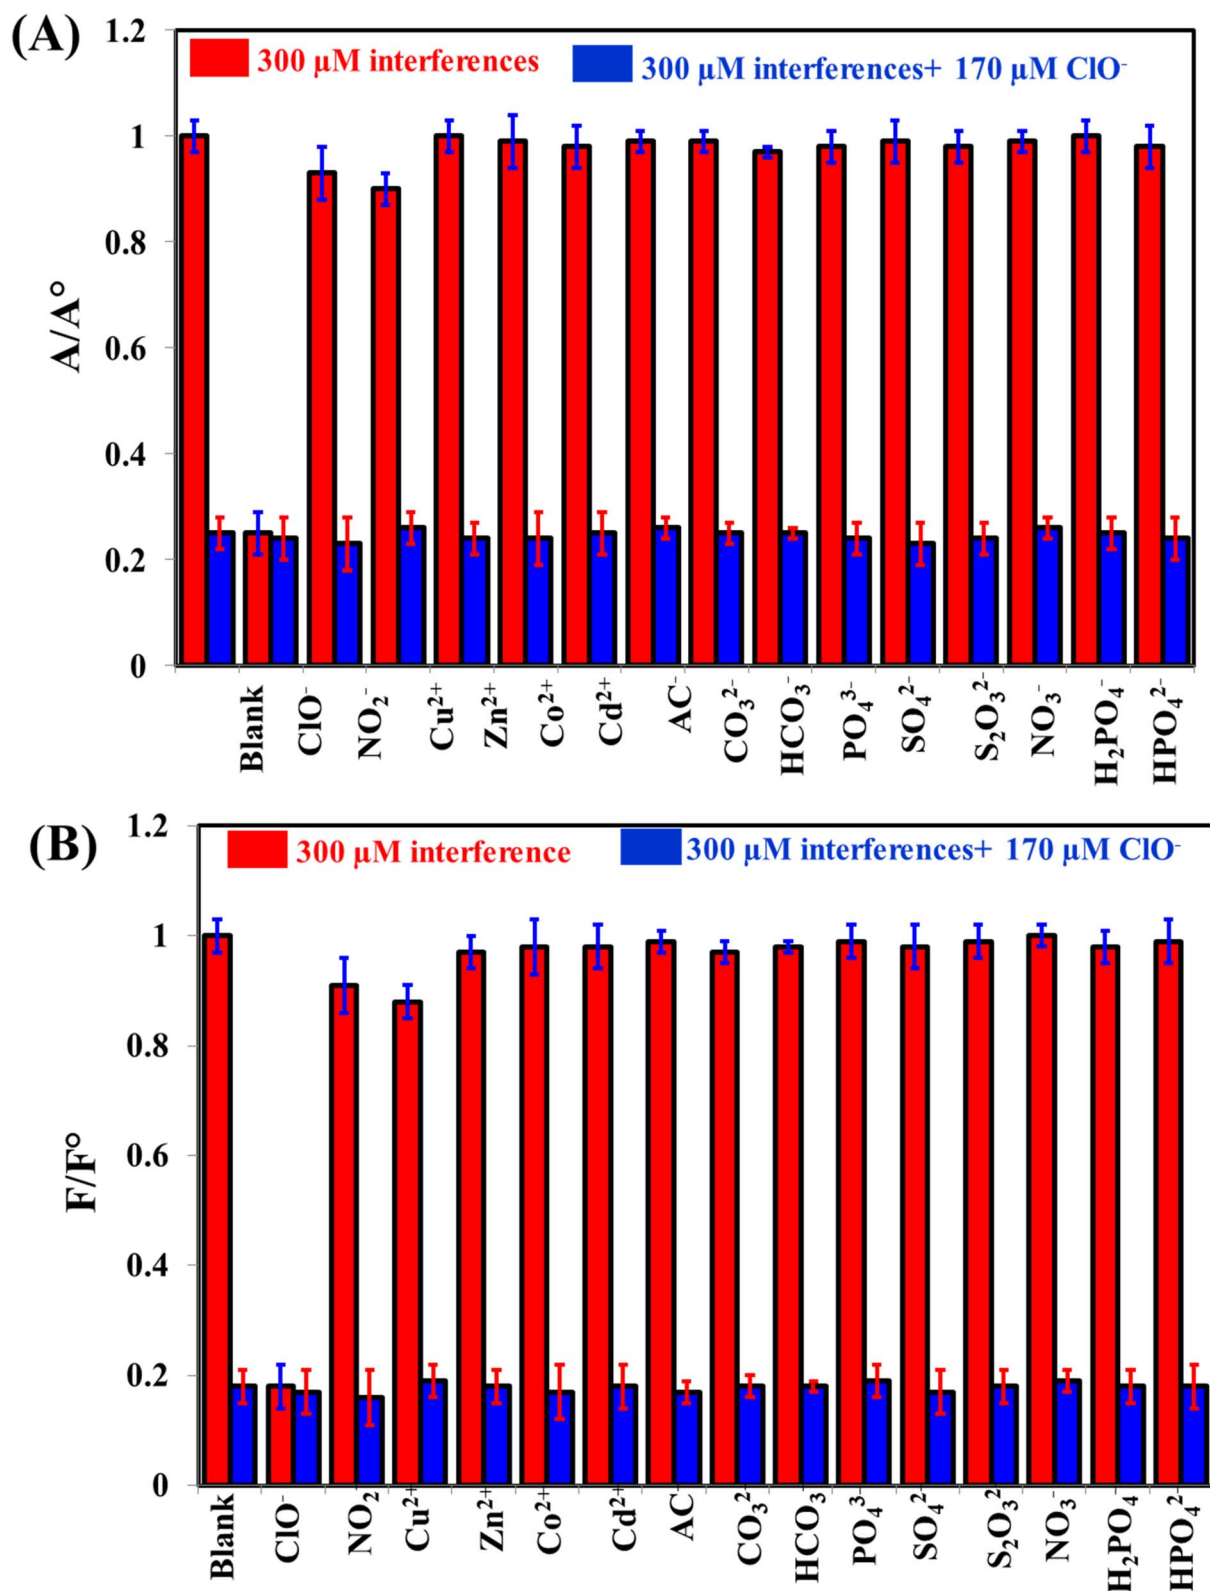 (A)
1.2
300 μM interferences
300 μM interferences+ 170 μM ClO⁻
1
0.8
0.6
0.4
0.2
0
A/A°
Blank
ClO⁻
NO₂⁻
Cu²⁺
Zn²⁺
Co²⁺
Cd²⁺
AC⁻
CO₃²⁻
HCO₃⁻
PO₄³⁻
SO₄²⁻
S₂O₃²⁻
NO₃⁻
H₂PO₄⁻
HPO₄²⁻
(B)
1.2
300 μM interference
300 μM interferences+ 170 μM ClO⁻
1
0.8
0.6
0.4
0.2
0
F/F°
Blank
ClO⁻
NO₂⁻
Cu²⁺
Zn²⁺
Co²⁺
Cd²⁺
AC⁻
CO₃²⁻
HCO₃⁻
PO₄³⁻
SO₄²⁻
S₂O₃²⁻
NO₃⁻
H₂PO₄⁻
HPO₄²⁻